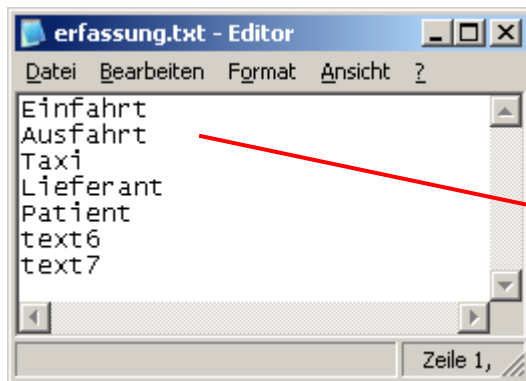 erfassung.txt - Editor
Datei Bearbeiten Format Ansicht ?
Einfahrt
Ausfahrt
Taxi
Lieferant
Patient
text6
text7
Zeile 1,